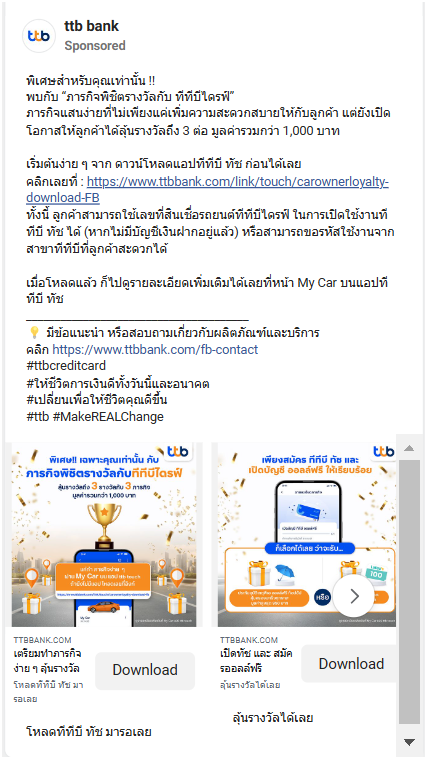 ttb bank
Sponsored
พิเศษสำหรับคุณเท่านั้น !!
พบกับ “ภารกิจพิชิตรางวัลกับ ทีทีบีไดรฟ์”
ภารกิจแสนง่ายที่ไม่เพียงแค่เพิ่มความสะดวกสบายให้กับลูกค้า แต่ยังเปิด
โอกาสให้ลูกค้าได้ลุ้นรางวัลถึง 3 ต่อ มูลค่ารวมกว่า 1,000 บาท
เริ่มต้นง่าย ๆ จาก ดาวน์โหลดแอปทีทีบี ทัช ก่อนได้เลย
คลิกเลยที่ : https://www.ttbbank.com/link/touch/carownerloyalty-
download-FB
ทั้งนี้ ลูกค้าสามารถใช้เลขที่สินเชื่อรถยนต์ทีทีบีไดรฟ์ ในการเปิดใช้งานที
ทีบี ทัช ได้ (หากไม่มีบัญชีเงินฝากอยู่แล้ว) หรือสามารถขอรหัสใช้งานจาก
สาขาทีทีบีที่ลูกค้าสะดวกได้
เมื่อโหลดแล้ว ก็ไปดูรายละเอียดเพิ่มเติมได้เลยที่หน้า My Car บนแอปที
ทีบี ทัช
💡 มีข้อแนะนำ หรือสอบถามเกี่ยวกับผลิตภัณฑ์และบริการ
คลิก https://www.ttbbank.com/fb-contact
#ttbcreditcard
#ให้ชีวิตการเงินดีทั้งวันนี้และอนาคต
#เปลี่ยนเพื่อให้ชีวิตคุณดีขึ้น
#ttb #MakeREALChange
ttb
พิเศษ!! เฉพาะคุณเท่านั้น กับ
ภารกิจพิชิตรางวัลกับทีทีบีไดรฟ์
ลุ้นรางวัลถึง 3 รางวัลกับ 3 ภารกิจ
มูลค่ารวมกว่า 1,000 บาท
แค่ทำ ภารกิจง่าย ๆ
ผ่าน My Car บนแอป ttb touch
ttb
เพียงสมัคร ทีทีบี ทัช และ
เปิดบัญชี ออลล์ฟรี ให้เรียบร้อย
ก็เลือกได้เลย ว่าจะเริ่ม...
หรือ
100
TTBBANK.COM
เตรียมทำภารกิจ
ง่าย ๆ ลุ้นรางวัล
โหลดทีทีบี ทัช มา
รอเลย
Download
TTBBANK.COM
เปิดทัช และ สมัค
รออลล์ฟรี
ลุ้นรางวัลได้เลย
Download
โหลดทีทีบี ทัช มารอเลย
ลุ้นรางวัลได้เลย